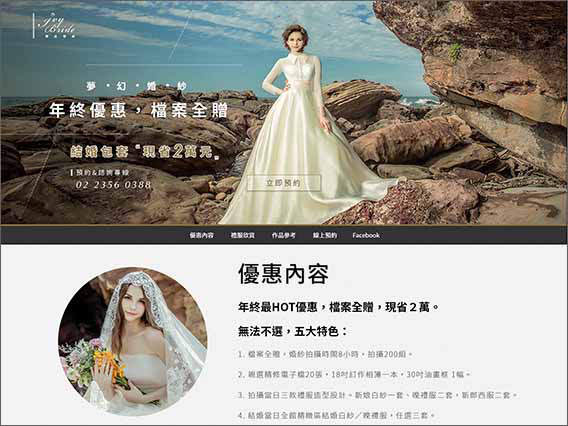 Joy
Bride
夢•幻•婚•紗
年終優惠，檔案全贈
結婚包套 "現省2萬元"
預約&諮詢專線
02 2356 0388
立即預約
優惠內容 禮服欣賞 作品參考 線上預約 Facebook
優惠內容
年終最HOT優惠，檔案全贈，現省２萬。
無法不選，五大特色：
1. 檔案全贈，婚紗拍攝時間8小時，拍攝200組。
2. 親選精修電子檔20張，18吋訂作相簿一本，30吋油畫框 1幅。
3. 拍攝當日三款禮服造型設計。新娘白紗一套、晚禮服二套，新郎西服二套。
4. 結婚當日全館精緻區結婚白紗／晚禮服，任選三套。